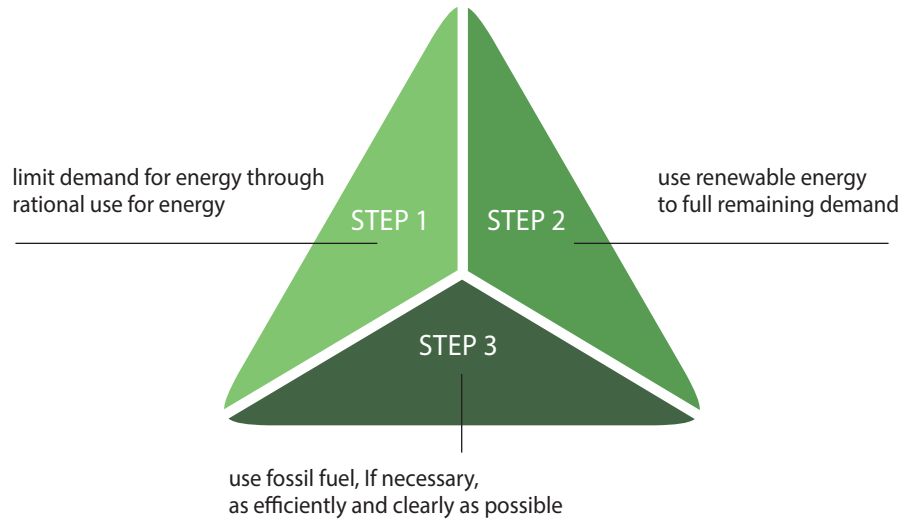 limit demand for energy through
rational use for energy
STEP 1
STEP 2
use renewable energy
to full remaining demand
STEP 3
use fossil fuel, If necessary,
as efficiently and clearly as possible